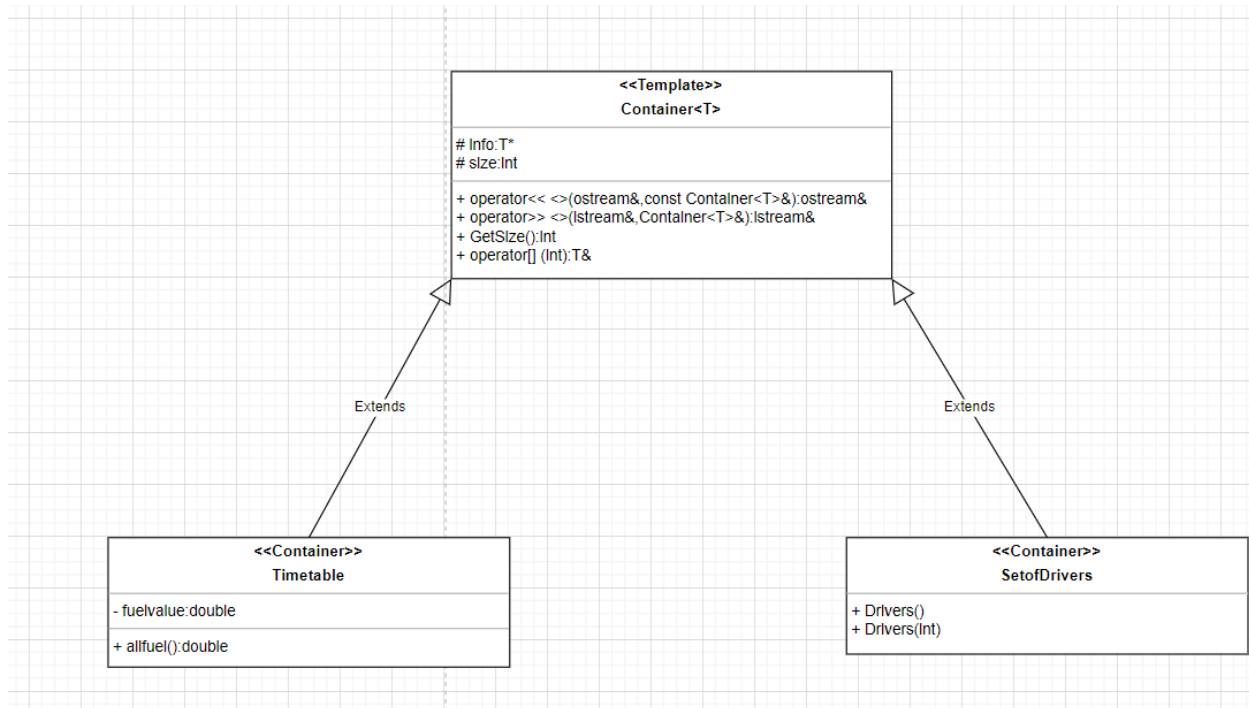 <<Template>>
Container<T>
# info:T*
# size:int
+ operator<< <>(ostream&,const Container<T>&):ostream&
+ operator>> <>(istream&,Container<T>&):istream&
+ GetSize():int
+ operator[] (int):T&
Extends
Extends
<<Container>>
Timetable
- fuelvalue:double
+ allfuel():double
<<Container>>
SetofDrivers
+ Drivers()
+ Drivers(int)